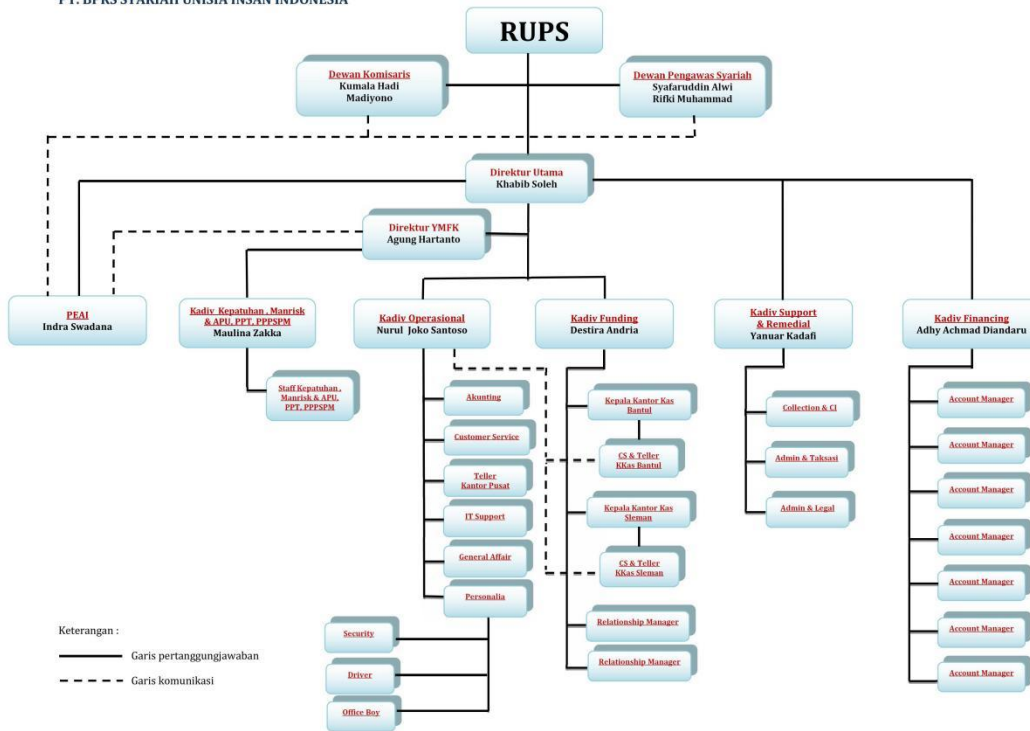 PT. BPRS SYARIAH UNISIA INSAN INDONESIA
RUPS
Dewan Komisaris
Kumala Hadi
Madiyono
Dewan Pengawas Syariah
Syafaruddin Alwi
Rifki Muhammad
Direktur Utama
Khabib Soleh
Direktur YMFK
Agung Hartanto
PEAI
Indra Swadana
Kadiv Kepatuhan , Manrisk
& APU, PPT, PPPSPM
Maulina Zakka
Kadiv Operasional
Nurul Joko Santoso
Kadiv Funding
Destira Andria
Kadiv Support
& Remedial
Yanuar Kadafi
Kadiv Financing
Adhy Achmad Diandaru
Staff Kepatuhan ,
Manrisk & APU,
PPT, PPPSPM
Akunting
Customer Service
Teller
Kantor Pusat
IT Support
General Affair
Personalia
Security
Driver
Office Boy
Kepala Kantor Kas
Bantul
CS & Teller
KKas Bantul
Kepala Kantor Kas
Sleman
CS & Teller
KKas Sleman
Relationship Manager
Relationship Manager
Collection & CI
Admin & Taksasi
Admin & Legal
Account Manager
Account Manager
Account Manager
Account Manager
Account Manager
Account Manager
Account Manager
Keterangan :
Garis pertanggungjawaban
Garis komunikasi